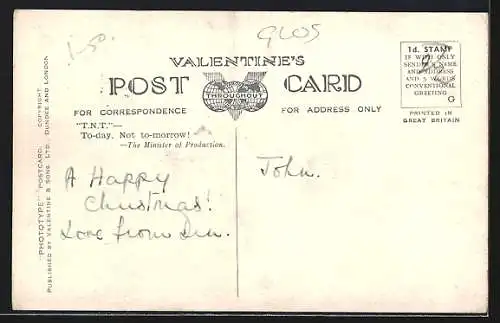 1-50.
GLOS
VALENTINE'S
POST CARD
THROUGHOUT
FOR CORRESPONDENCE
FOR ADDRESS ONLY
1d. STAMP
IF WITH ONLY
SENDER'S NAME
AND ADDRESS
AND 5 WORDS
CONVENTIONAL
GREETING
G
PRINTED IN
GREAT BRITAIN
"T.N.T."—
To-day, Not to-morrow!
—The Minister of Production.
A Happy
Christmas!
Love from
John.
"PHOTOTYPE" POSTCARD. COPYRIGHT.
PUBLISHED BY VALENTINE & SONS. LTD. DUNDEE AND LONDON